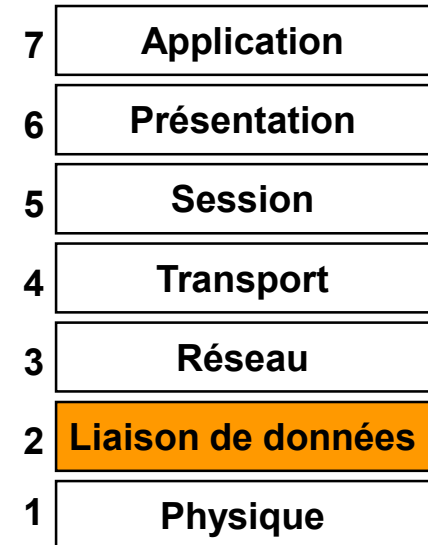 7 Application
6 Présentation
5 Session
4 Transport
3 Réseau
2 Liaison de données
1 Physique